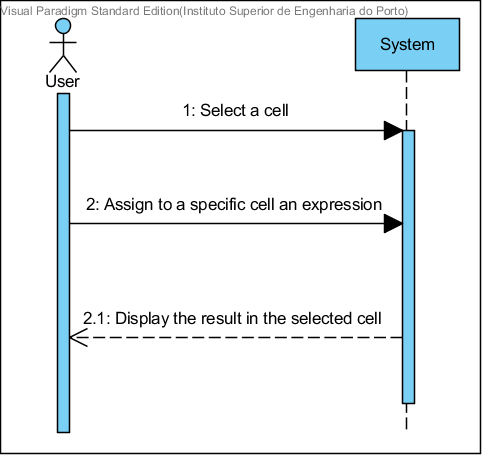 Visual Paradigm Standard Edition(Instituto Superior de Engenharia do Porto)
System
User
1: Select a cell
2: Assign to a specific cell an expression
2.1: Display the result in the selected cell